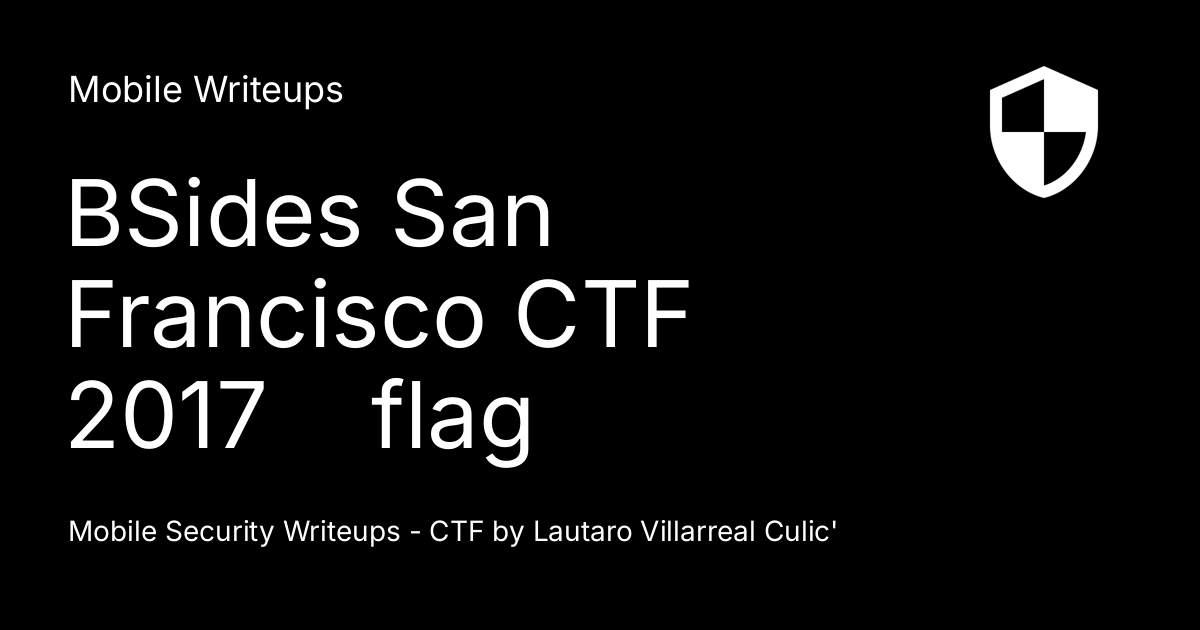 Mobile Writeups
BSides San
Francisco CTF
2017 flag
Mobile Security Writeups - CTF by Lautaro Villarreal Culic'